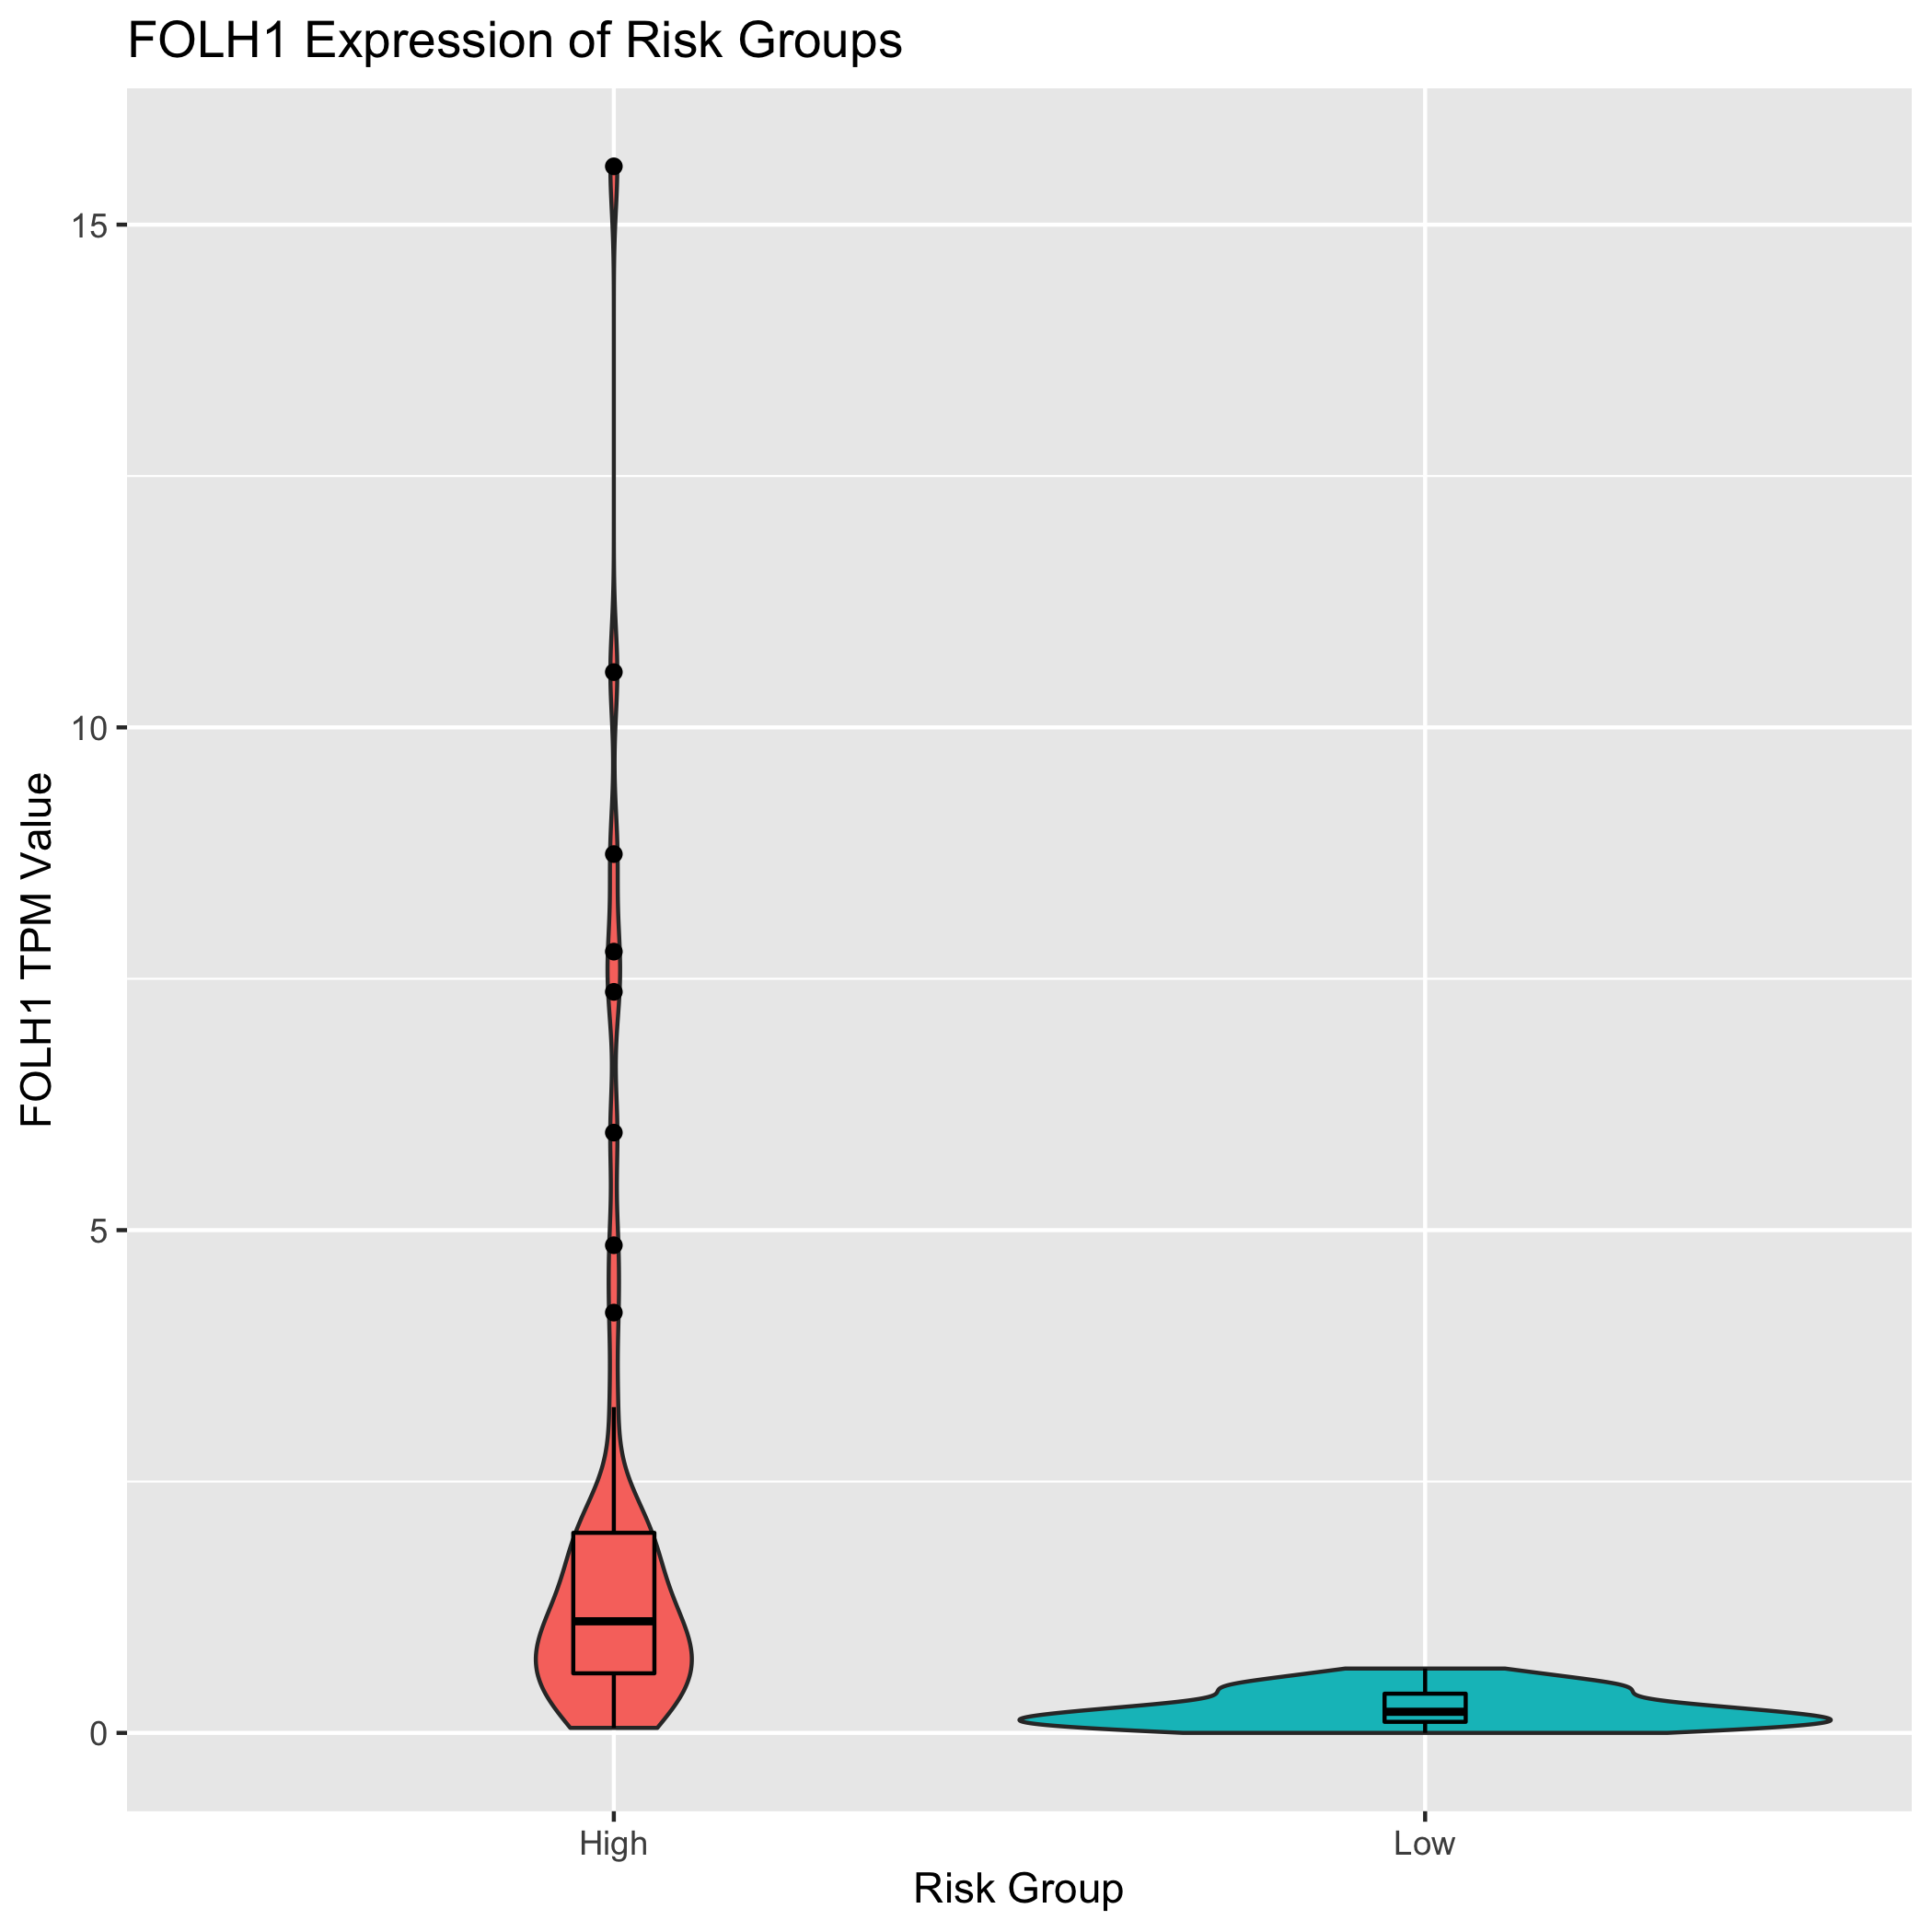 FOLH1 Expression of Risk Groups
FOLH1 TPM Value
15
10
5
0
High
Low
Risk Group